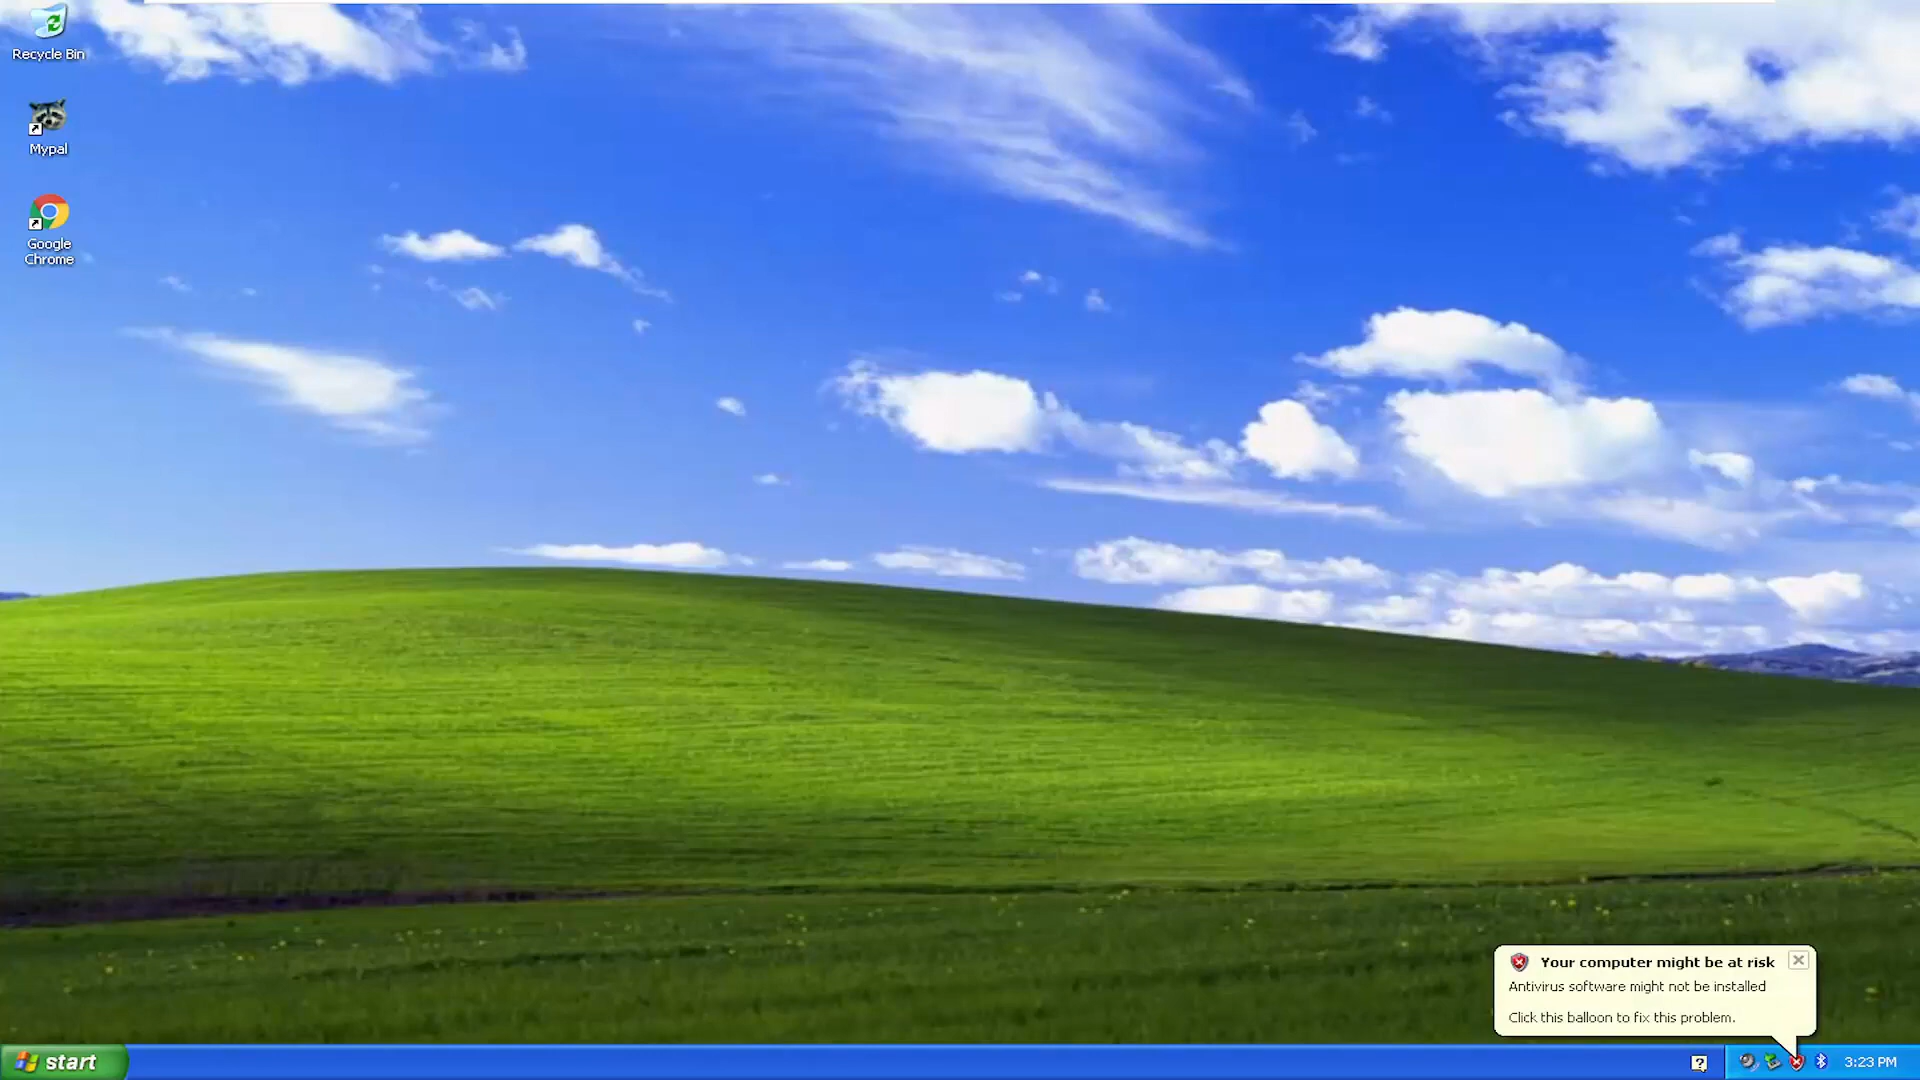 Recycle Bin
Mypal
Google
Chrome
Your computer might be at risk
Antivirus software might not be installed
Click this balloon to fix this problem.
start
?
3:23 PM